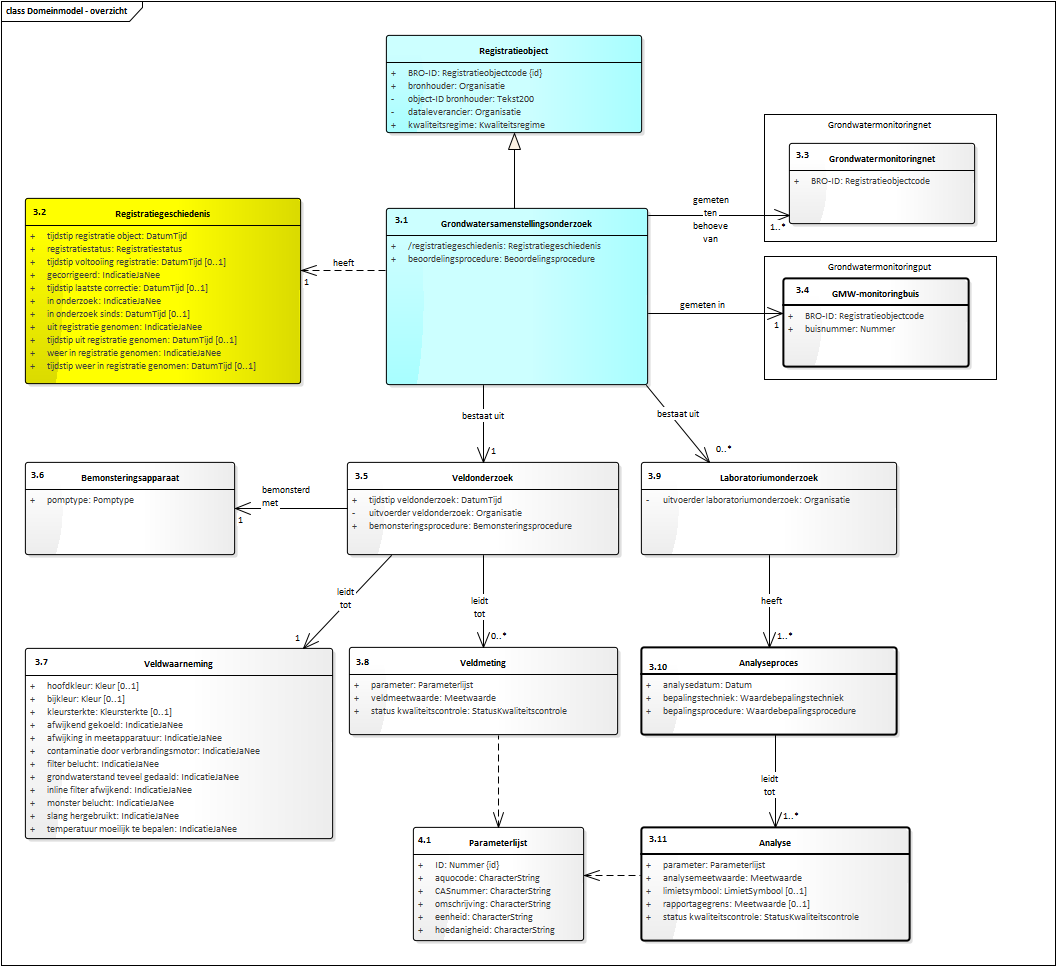 class Domeinmodel - overzicht
Registratieobject
+ BRO-ID: Registratieobjectcode {id}
+ bronhouder: Organisatie
- object-ID bronhouder: Tekst200
- dataleverancier: Organisatie
+ kwaliteitsregime: Kwaliteitsregime
Grondwatermonitoringnet
3.3 Grondwatermonitoringnet
+ BRO-ID: Registratieobjectcode
gemeten
ten
behoeve
van
1..*
3.2 Registratiegeschiedenis
+ tijdstip registratie object: DatumTijd
+ registratiestatus: Registratiestatus
+ tijdstip voltooiing registratie: DatumTijd [0..1]
+ gecorrigeerd: IndicatieJaNee
+ tijdstip laatste correctie: DatumTijd [0..1]
+ in onderzoek: IndicatieJaNee
+ in onderzoek sinds: DatumTijd [0..1]
+ uit registratie genomen: IndicatieJaNee
+ tijdstip uit registratie genomen: DatumTijd [0..1]
+ weer in registratie genomen: IndicatieJaNee
+ tijdstip weer in registratie genomen: DatumTijd [0..1]
heeft
1
3.1 Grondwatersamenstellingsonderzoek
+ /registratiegeschiedenis: Registratiegeschiedenis
+ beoordelingsprocedure: Beoordelingsprocedure
Grondwatermonitoringput
3.4 GMW-monitoringbuis
+ BRO-ID: Registratieobjectcode
+ buisnummer: Nummer
gemeten in
1
bestaat uit
1
bestaat uit
0..*
3.6 Bemonsteringsapparaat
+ pomptype: Pomptype
bemonsterd
met
1
3.5 Veldonderzoek
+ tijdstip veldonderzoek: DatumTijd
- uitvoerder veldonderzoek: Organisatie
+ bemonsteringsprocedure: Bemonsteringsprocedure
3.9 Laboratoriumonderzoek
- uitvoerder laboratoriumonderzoek: Organisatie
leidt
tot
1
leidt
tot
0..*
heeft
1..*
3.7 Veldwaarneming
+ hoofdkleur: Kleur [0..1]
+ bijkleur: Kleur [0..1]
+ kleursterkte: Kleursterkte [0..1]
+ afwijkend gekoeld: IndicatieJaNee
+ afwijking in meetapparatuur: IndicatieJaNee
+ contaminatie door verbrandingsmotor: IndicatieJaNee
+ filter belucht: IndicatieJaNee
+ grondwaterstand teveel gedaald: IndicatieJaNee
+ inline filter afwijkend: IndicatieJaNee
+ monster belucht: IndicatieJaNee
+ slang hergebruikt: IndicatieJaNee
+ temperatuur moeilijk te bepalen: IndicatieJaNee
3.8 Veldmeting
+ parameter: Parameterlijst
+ veldmeetwaarde: Meetwaarde
+ status kwaliteitscontrole: StatusKwaliteitscontrole
3.10 Analyseproces
+ analysedatum: Datum
+ bepalingstechniek: Waardebepalingstechniek
+ bepalingsprocedure: Waardebepalingsprocedure
leidt
tot
1..*
4.1 Parameterlijst
+ ID: Nummer {id}
+ aquocode: CharacterString
+ CASnummer: CharacterString
+ omschrijving: CharacterString
+ eenheid: CharacterString
+ hoedanigheid: CharacterString
3.11 Analyse
+ parameter: Parameterlijst
+ analysemeetwaarde: Meetwaarde
+ limietsymbool: LimietSymbool [0..1]
+ rapportagegrens: Meetwaarde [0..1]
+ status kwaliteitscontrole: StatusKwaliteitscontrole